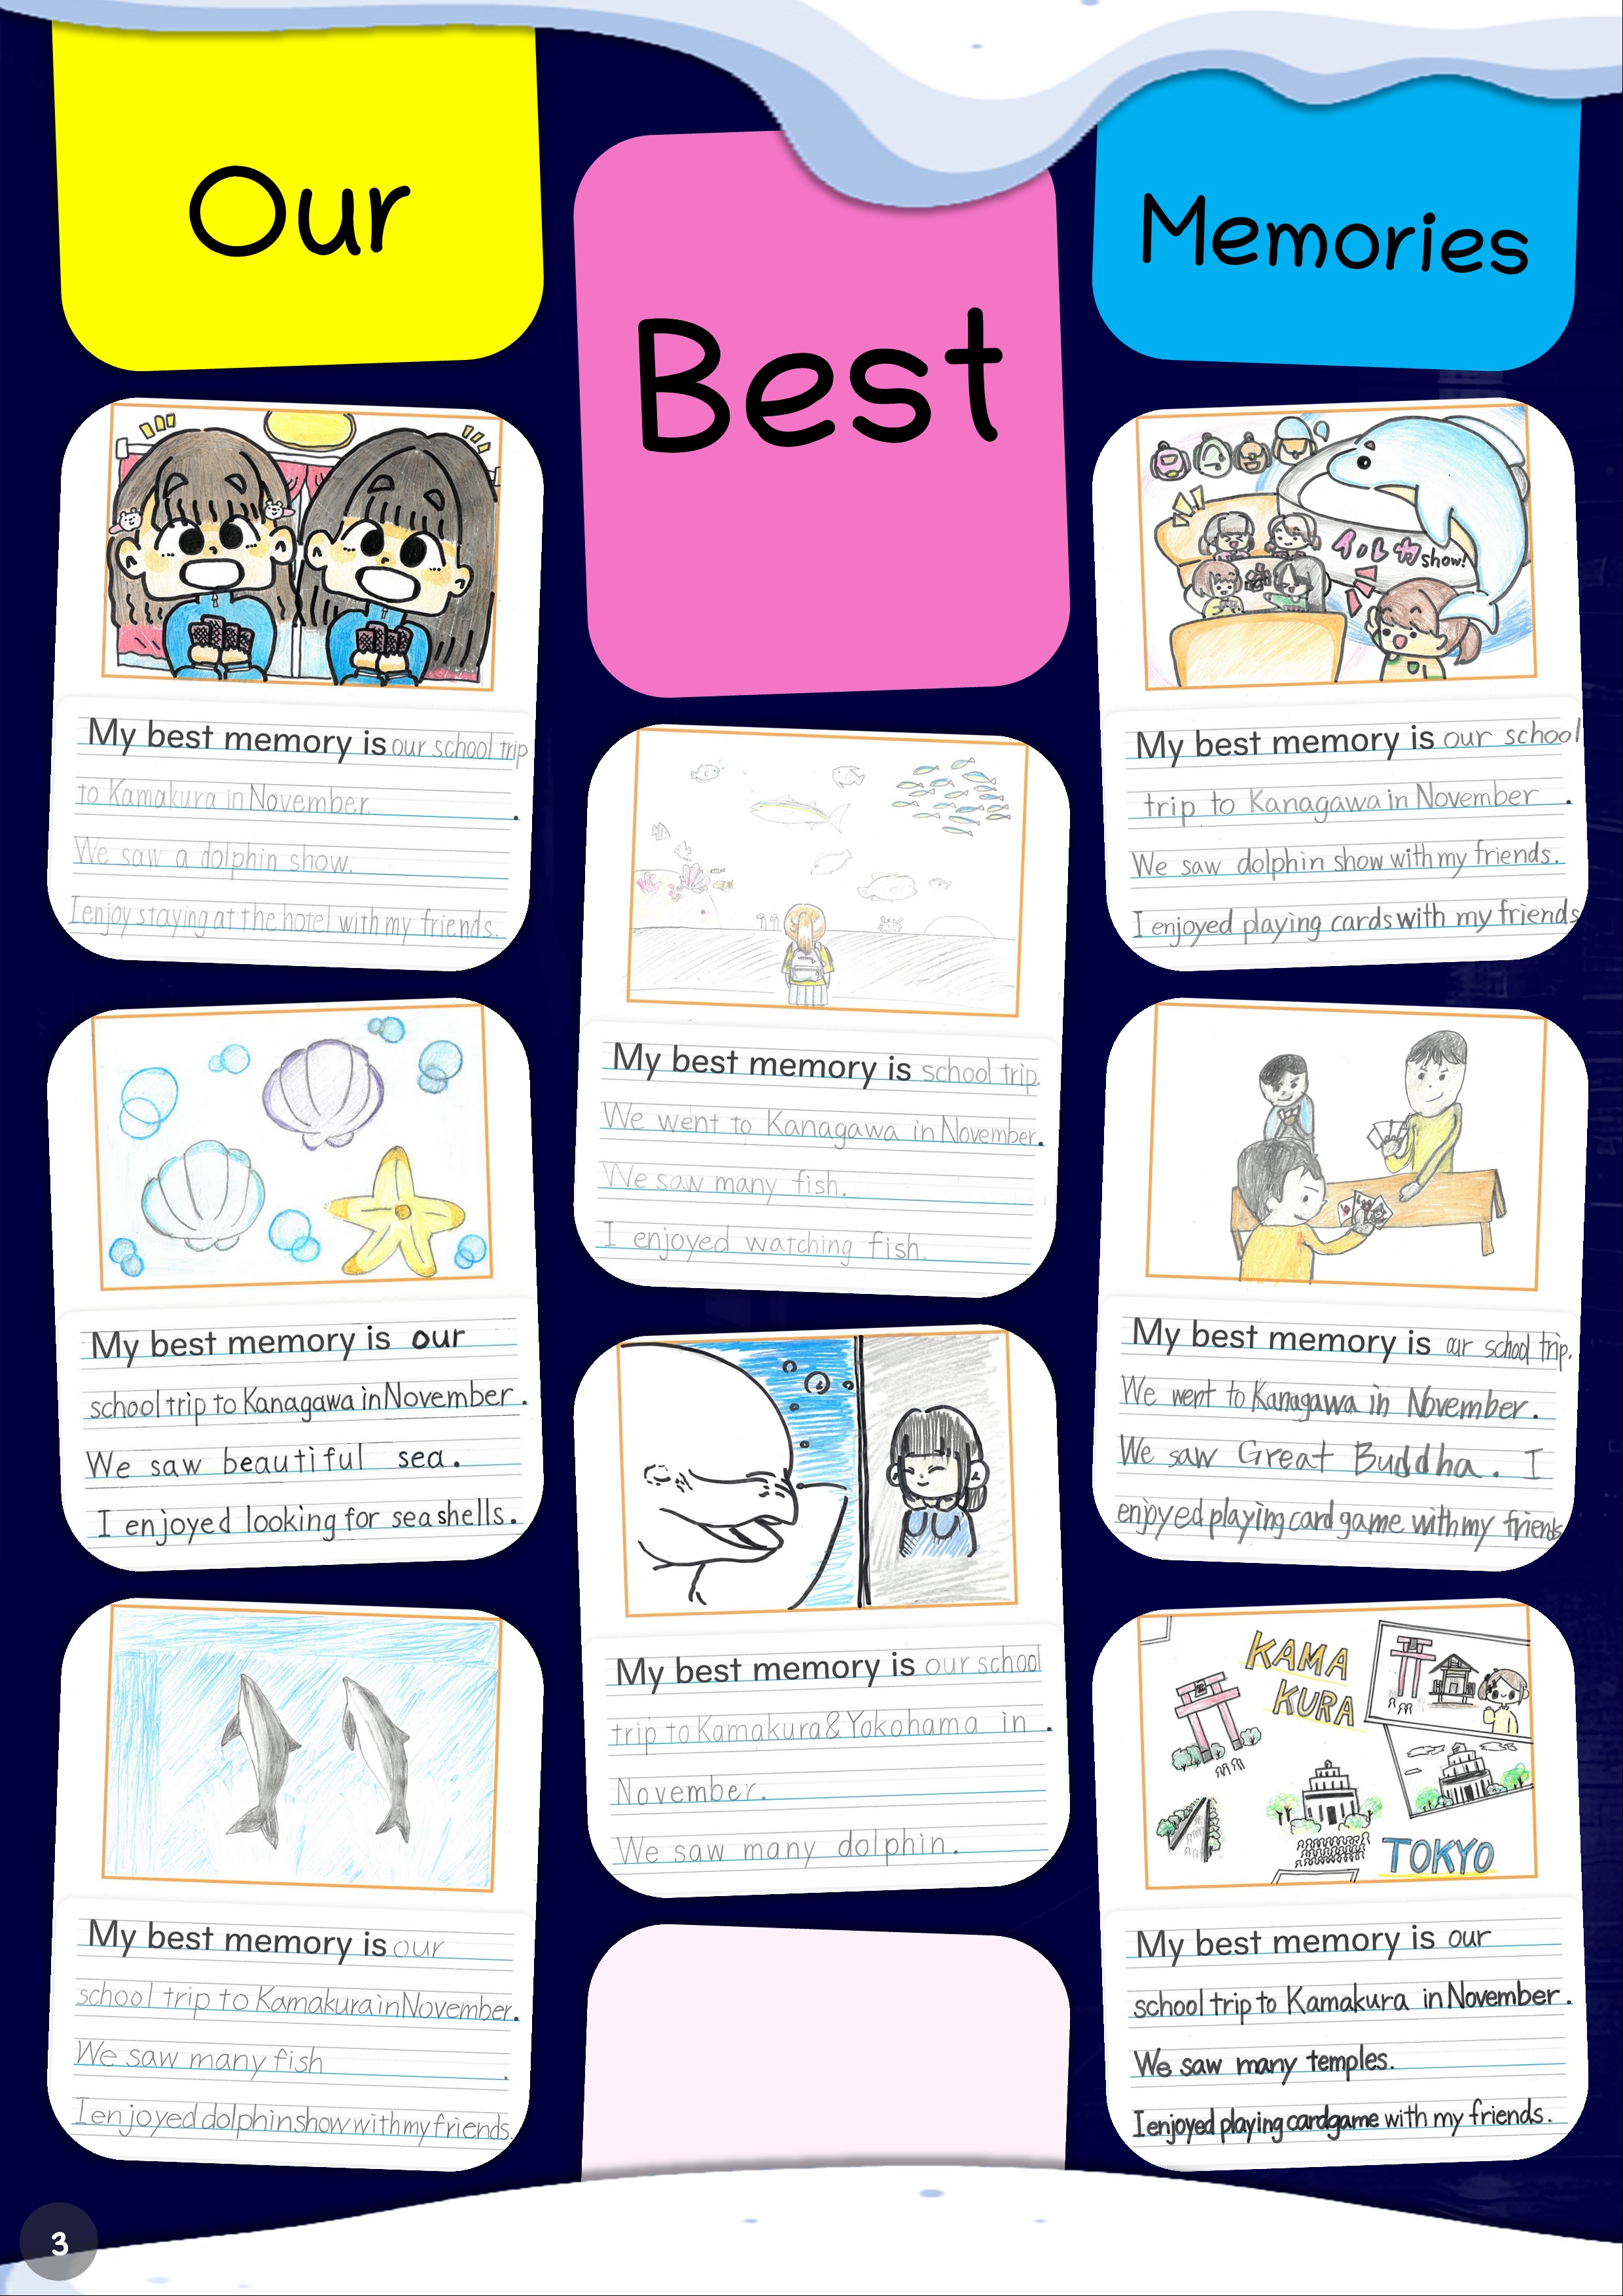 Our
Best
Memories
My best memory is our school trip
to Kamakura in November.
.
We saw a dolphin show.
I enjoy staying at the hotel with my friends.
My best memory is our
school trip to Kanagawa in November.
We saw beautiful sea.
I enjoyed looking for seashells.
My best memory is our
school trip to Kamakura in November.
We saw many fish
.
I enjoyed dolphin show with my friends.
My best memory is school trip.
We went to Kanagawa in November.
We saw many fish.
I enjoyed watching fish.
My best memory is our school
trip to Kamakura & Yokohama in .
November.
We saw many dolphin.
イルカ show!
My best memory is our school
trip to Kanagawa in November .
We saw dolphin show with my friends.
I enjoyed playing cards with my friends
My best memory is our school trip.
We went to Kanagawa in November.
We saw Great Buddha. I
enjoyed playing card game with my friends
KAMA
KURA
TOKYO
My best memory is our
school trip to Kamakura in November.
We saw many temples.
I enjoyed playing cardgame with my friends.
3